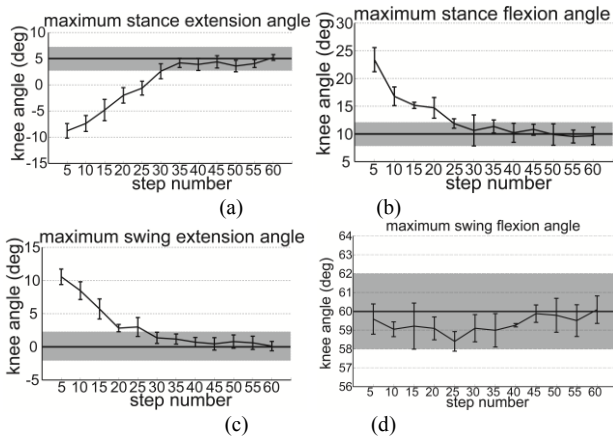 maximum stance extension angle
knee angle (deg)
10
5
0
-5
-10
-15
5 10 15 20 25 30 35 40 45 50 55 60
step number
(a)
maximum stance flexion angle
knee angle (deg)
30
25
20
15
10
5
5 10 15 20 25 30 35 40 45 50 55 60
step number
(b)
maximum swing extension angle
knee angle (deg)
15
10
5
0
-5
5 10 15 20 25 30 35 40 45 50 55 60
step number
(c)
maximum swing flexion angle
knee angle (deg)
64
63
62
61
60
59
58
57
56
5 10 15 20 25 30 35 40 45 50 55 60
step number
(d)